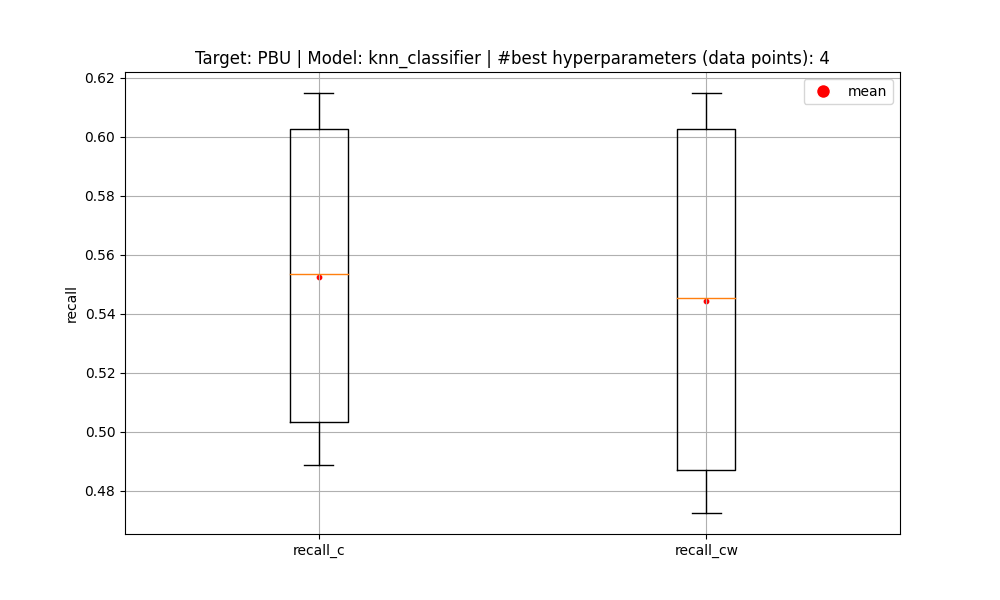 Target: PBU | Model: knn_classifier | #best hyperparameters (data points): 4
mean
0.62
0.60
0.58
0.56
0.54
0.52
0.50
0.48
recall
recall_c
recall_cw